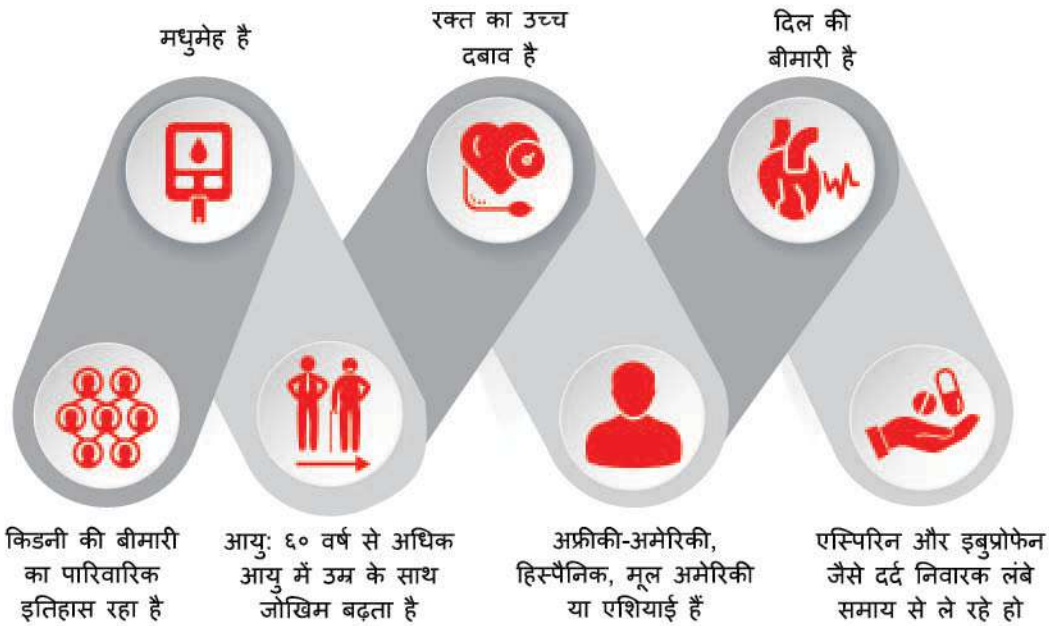 मधुमेह है
रक्त का उच्च
दबाव है
दिल की
बीमारी है
किडनी की बीमारी
का पारिवारिक
इतिहास रहा है
आयु: ६० वर्ष से अधिक
आयु में उम्र के साथ
जोखिम बढ़ता है
अफ्रीकी-अमेरिकी,
हिस्पैनिक, मूल अमेरिकी
या एशियाई हैं
एस्पिरिन और इबुप्रोफेन
जैसे दर्द निवारक लंबे
समय से ले रहे हो